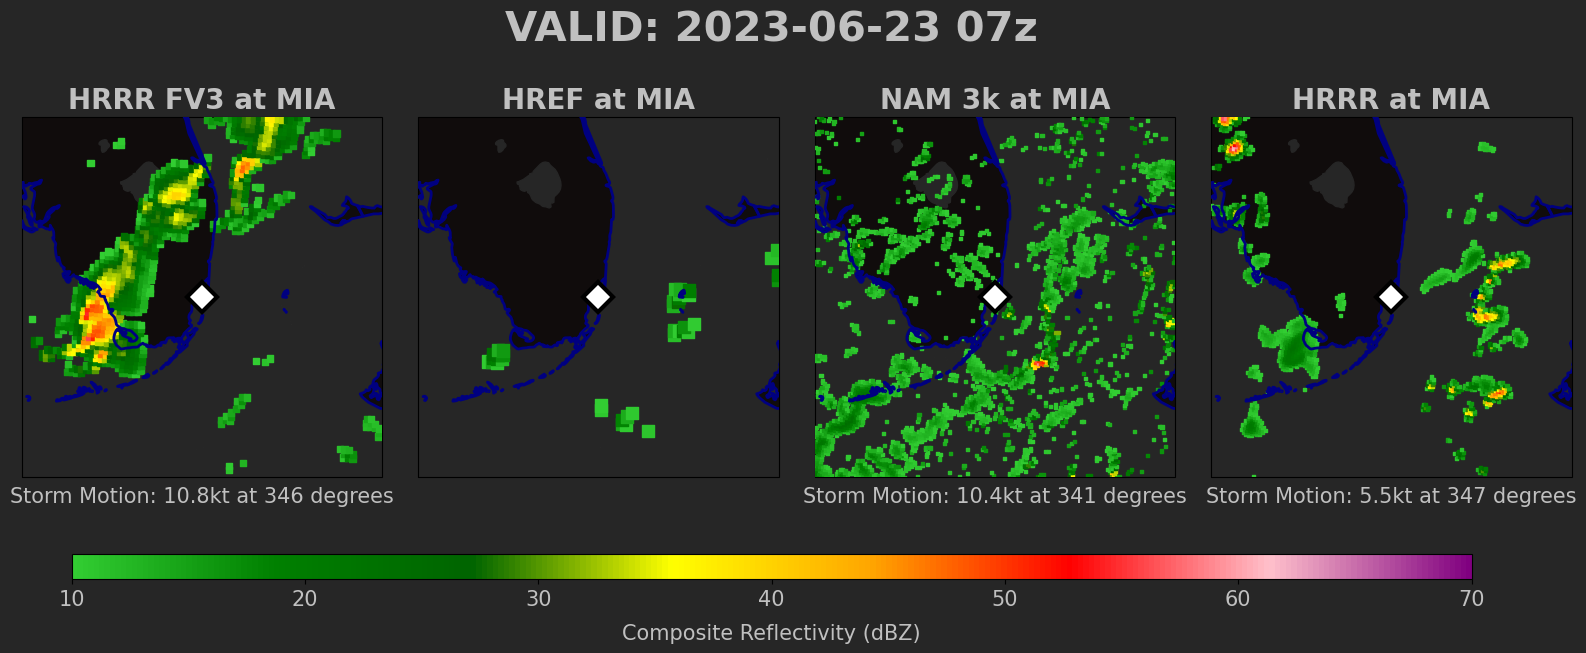 VALID: 2023-06-23 07z
HRRR FV3 at MIA
HREF at MIA
NAM 3k at MIA
HRRR at MIA
Storm Motion: 10.8kt at 346 degrees
Storm Motion: 10.4kt at 341 degrees
Storm Motion: 5.5kt at 347 degrees
10 20 30 40 50 60 70
Composite Reflectivity (dBZ)